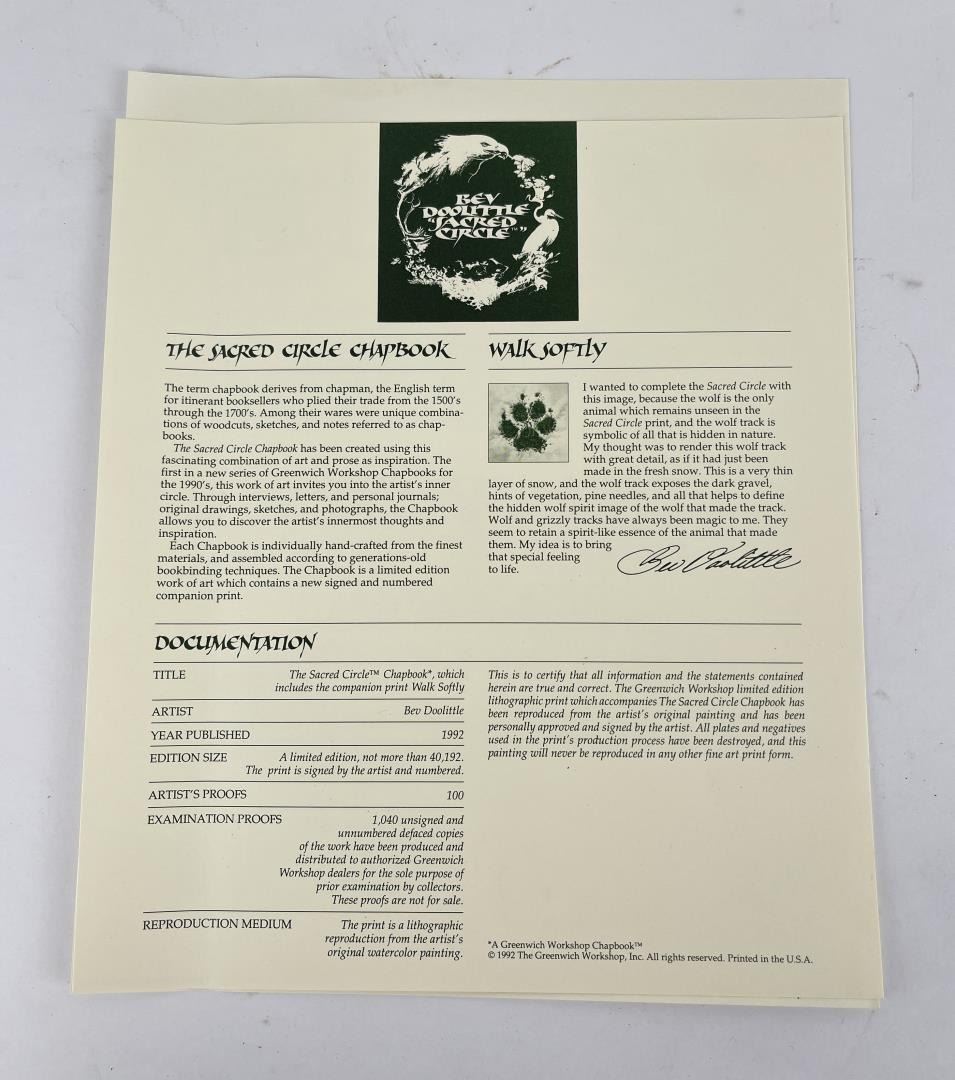 BEV
DOOLITTLE
"SACRED
CIRCLE™"
THE SACRED CIRCLE CHAPBOOK
The term chapbook derives from chapman, the English term
for itinerant booksellers who plied their trade from the 1500's
through the 1700's. Among their wares were unique combina-
tions of woodcuts, sketches, and notes referred to as chap-
books.
The Sacred Circle Chapbook has been created using this
fascinating combination of art and prose as inspiration. The
first in a new series of Greenwich Workshop Chapbooks for
the 1990's, this work of art invites you into the artist's inner
circle. Through interviews, letters, and personal journals;
original drawings, sketches, and photographs, the Chapbook
allows you to discover the artist's innermost thoughts and
inspiration.
Each Chapbook is individually hand-crafted from the finest
materials, and assembled according to generations-old
bookbinding techniques. The Chapbook is a limited edition
work of art which contains a new signed and numbered
companion print.
WALK SOFTLY
I wanted to complete the Sacred Circle with
this image, because the wolf is the only
animal which remains unseen in the
Sacred Circle print, and the wolf track is
symbolic of all that is hidden in nature.
My thought was to render this wolf track
with great detail, as if it had just been
made in the fresh snow. This is a very thin
layer of snow, and the wolf track exposes the dark gravel,
hints of vegetation, pine needles, and all that helps to define
the hidden wolf spirit image of the wolf that made the track.
Wolf and grizzly tracks have always been magic to me. They
seem to retain a spirit-like essence of the animal that made
them. My idea is to bring
that special feeling
to life.
Bev Doolittle
DOCUMENTATION
TITLE The Sacred Circle™ Chapbook*, which
includes the companion print Walk Softly
ARTIST Bev Doolittle
YEAR PUBLISHED 1992
EDITION SIZE A limited edition, not more than 40,192.
The print is signed by the artist and numbered.
ARTIST'S PROOFS 100
EXAMINATION PROOFS 1,040 unsigned and
unnumbered defaced copies
of the work have been produced and
distributed to authorized Greenwich
Workshop dealers for the sole purpose of
prior examination by collectors.
These proofs are not for sale.
REPRODUCTION MEDIUM The print is a lithographic
reproduction from the artist's
original watercolor painting.
This is to certify that all information and the statements contained
herein are true and correct. The Greenwich Workshop limited edition
lithographic print which accompanies The Sacred Circle Chapbook has
been reproduced from the artist's original painting and has been
personally approved and signed by the artist. All plates and negatives
used in the print's production process have been destroyed, and this
painting will never be reproduced in any other fine art print form.
*A Greenwich Workshop Chapbook™
© 1992 The Greenwich Workshop, Inc. All rights reserved. Printed in the U.S.A.